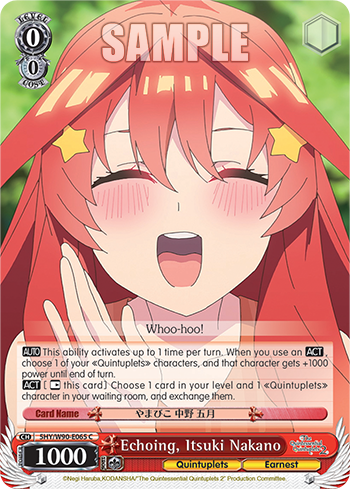 SAMPLE
LEVEL
0
0
COST
Whoo-hoo!
AUTO This ability activates up to 1 time per turn. When you use an ACT,
choose 1 of your «Quintuplets» characters, and that character gets +1000
power until end of turn.
ACT [ this card] Choose 1 card in your level and 1 «Quintuplets»
character in your waiting room, and exchange them.
Card Name やまびこ 中野 五月
CH 5HY/W90-E065 C
Echoing, Itsuki Nakano
POWER
1000
Quintuplets Earnest
©Negi Haruba,KODANSHA/"The Quintessential Quintuplets 2" Production Committee.